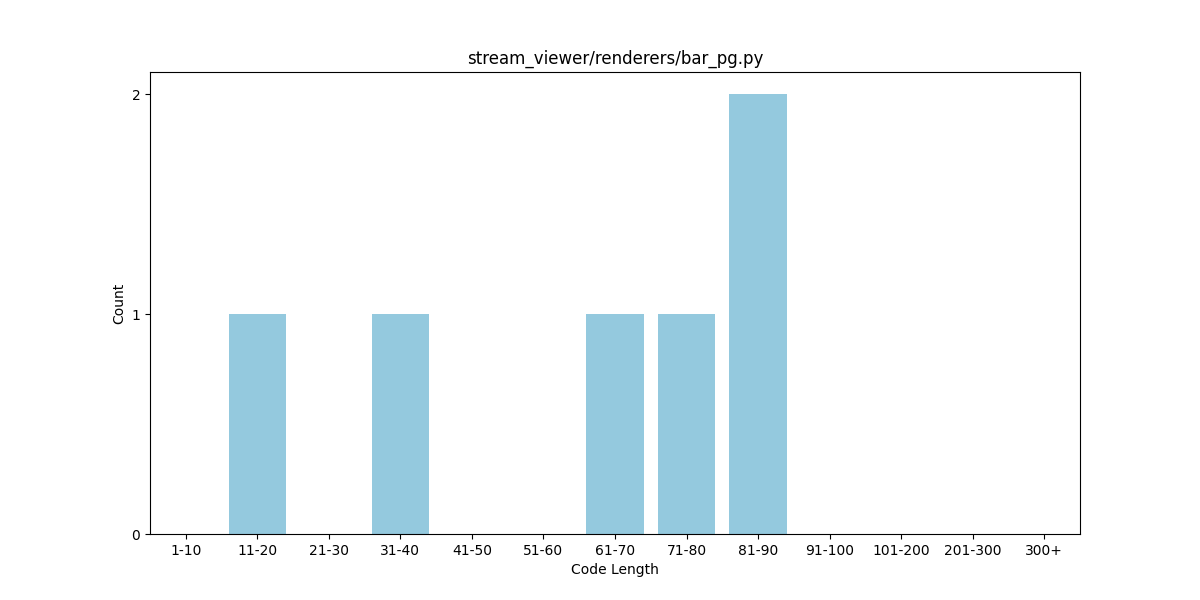 stream_viewer/renderers/bar_pg.py
Count
2
1
0
1-10 11-20 21-30 31-40 41-50 51-60 61-70 71-80 81-90 91-100 101-200 201-300 300+
Code Length